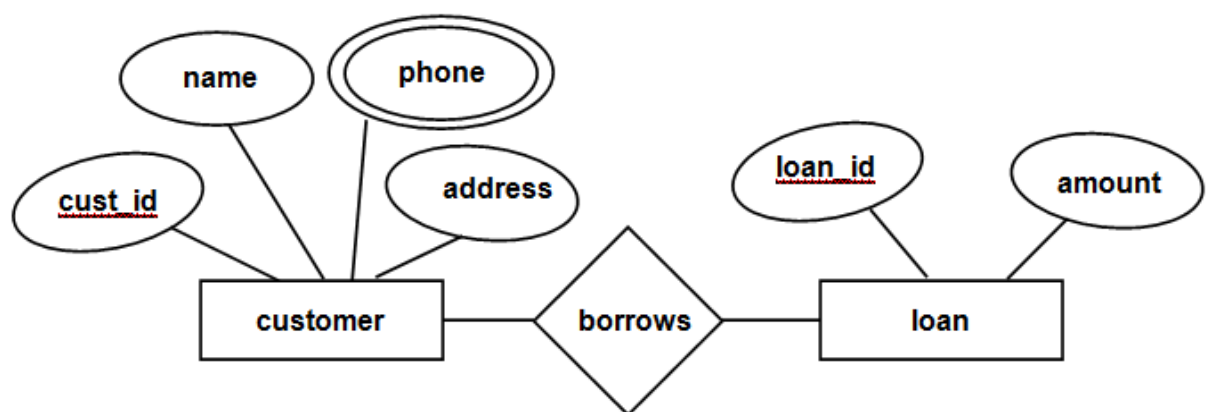 name
phone
cust_id
address
loan_id
amount
customer
borrows
loan